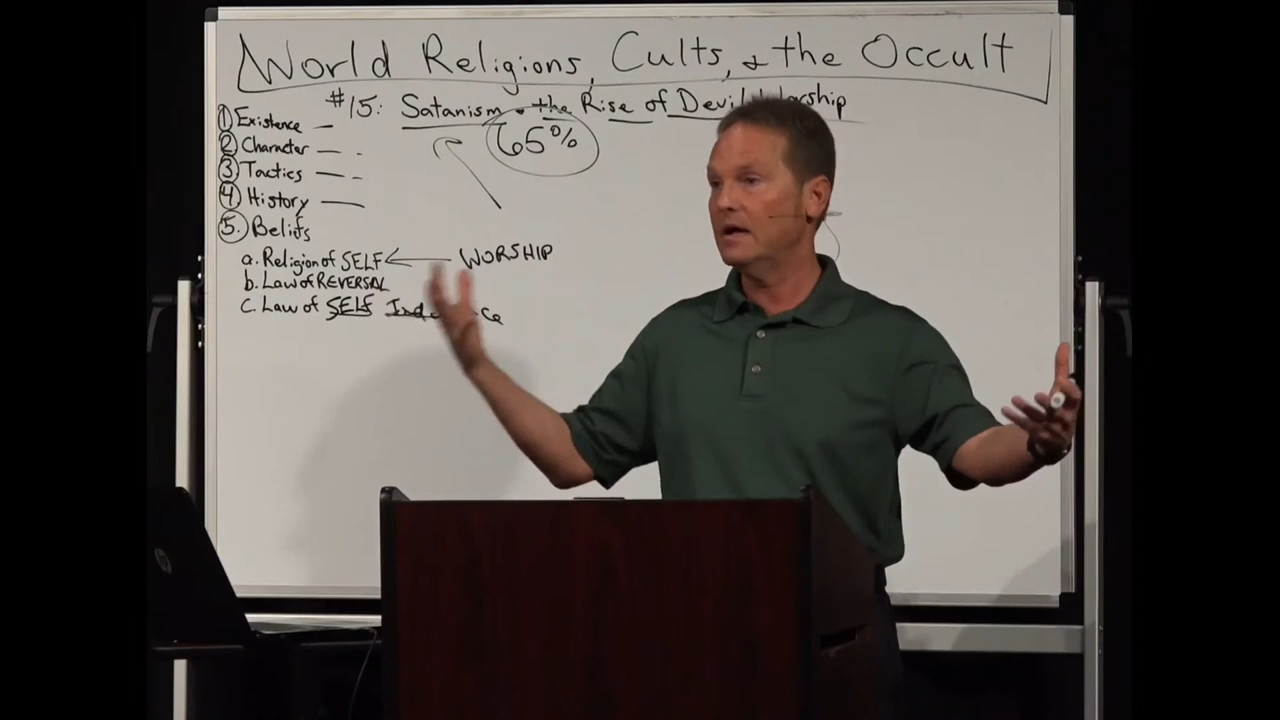 World Religions, Cults, & the Occult
#15: Satanism & the Rise of Devil
65%
① Existence —
② Character — -
③ Tactics — -
④ History —
⑤. Beliefs
a. Religion of SELF ← WORSHIP
b. Law of REVERSAL
c. Law of SELF